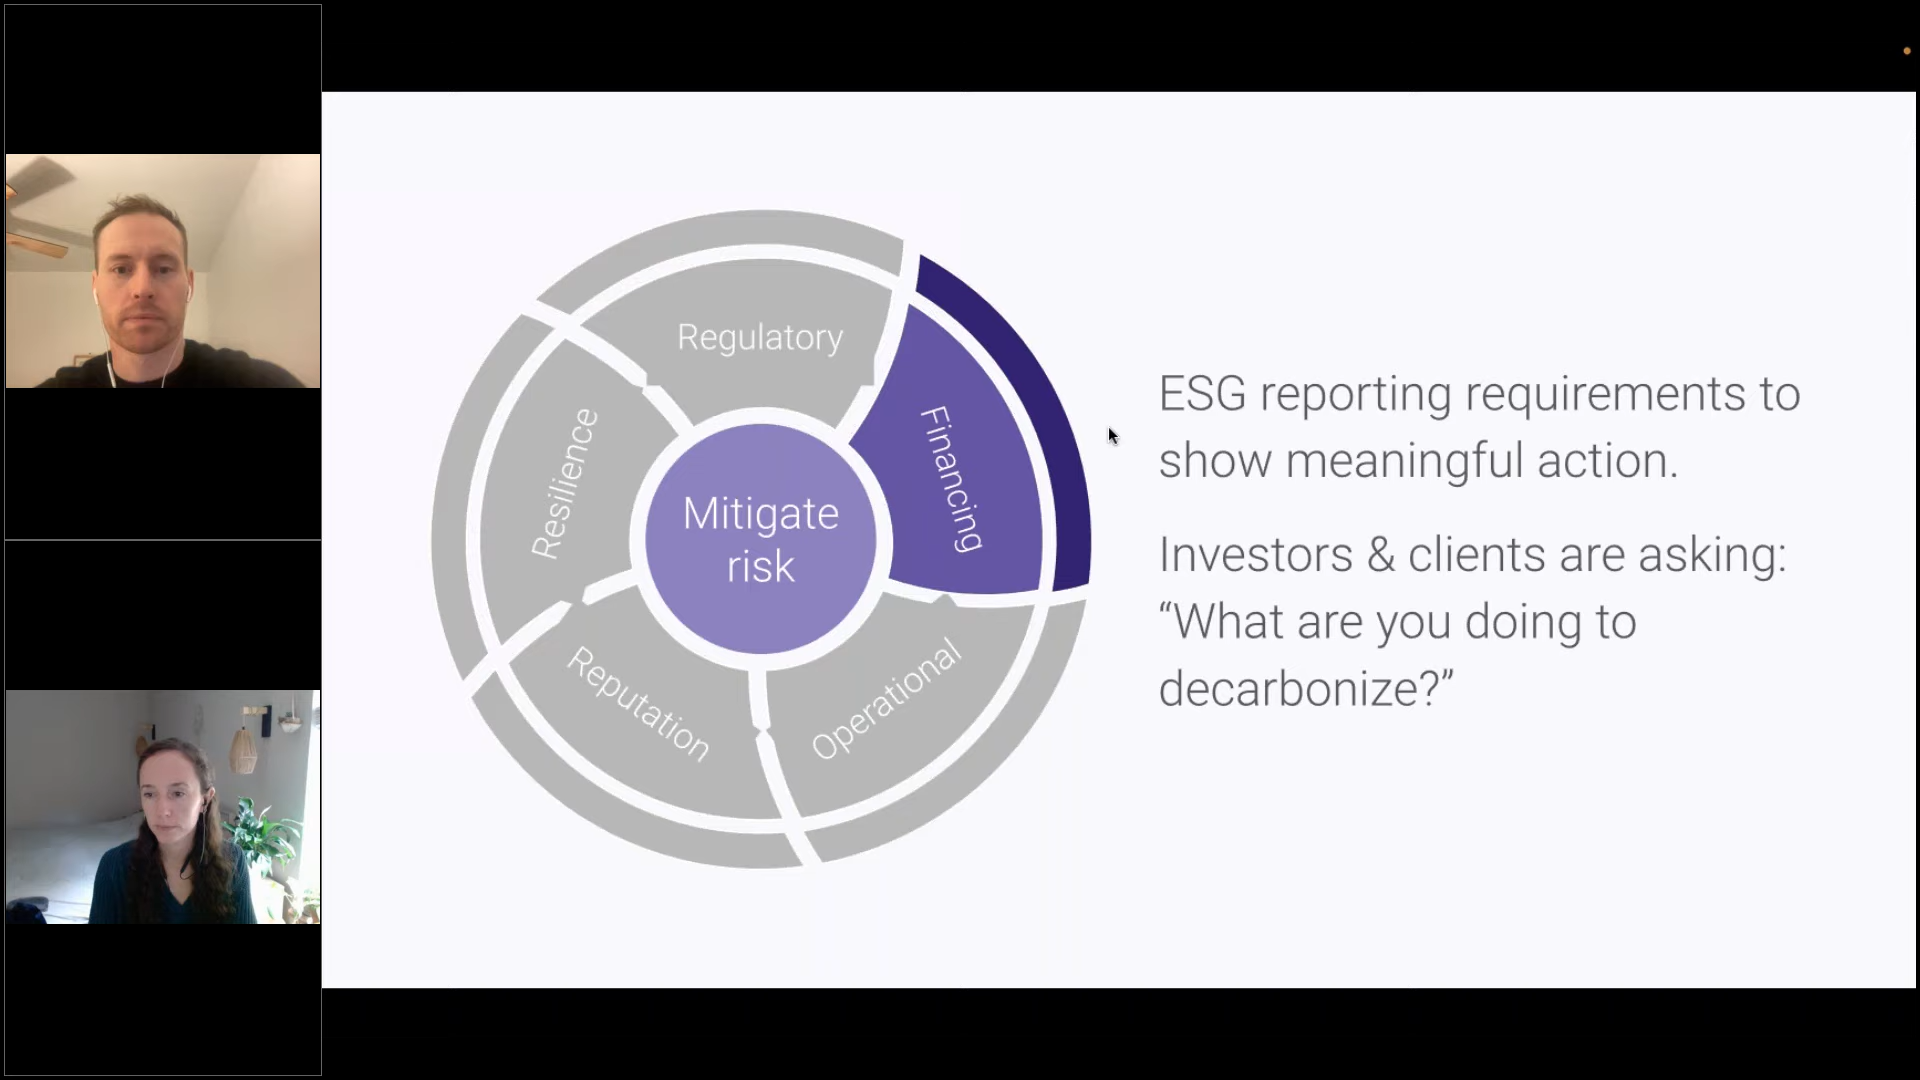 Regulatory
Financing
Operational
Reputation
Resilience
Mitigate
risk
ESG reporting requirements to
show meaningful action.
Investors & clients are asking:
“What are you doing to
decarbonize?”